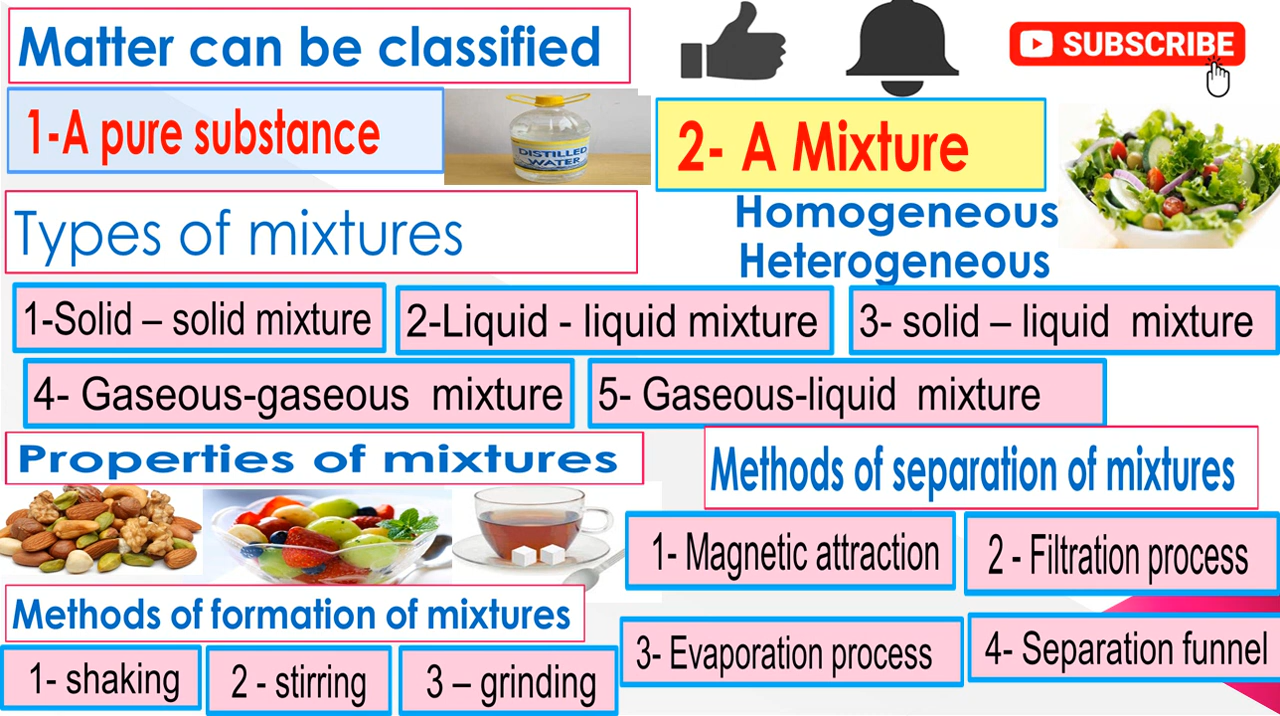 Matter can be classified
SUBSCRIBE
1-A pure substance
DISTILLED
WATER
2- A Mixture
Types of mixtures
Homogeneous
Heterogeneous
1-Solid – solid mixture
2-Liquid - liquid mixture
3- solid – liquid mixture
4- Gaseous-gaseous mixture
5- Gaseous-liquid mixture
Properties of mixtures
Methods of separation of mixtures
1- Magnetic attraction
2 - Filtration process
3- Evaporation process
4- Separation funnel
Methods of formation of mixtures
1- shaking
2 - stirring
3 – grinding